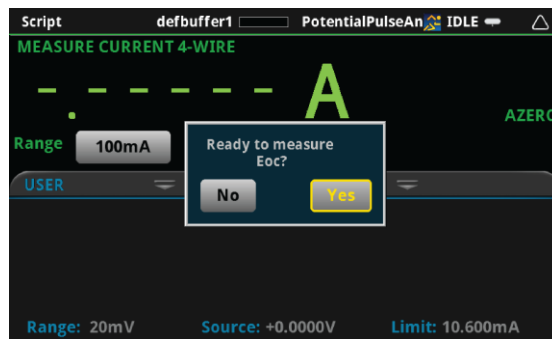 Script defbuffer1 PotentialPulseAn IDLE
MEASURE CURRENT 4-WIRE
- -. - - - - - A
AZERO
Range 100mA
Ready to measure
Eoc?
No Yes
USER
Range: 20mV Source: +0.0000V Limit: 10.600mA